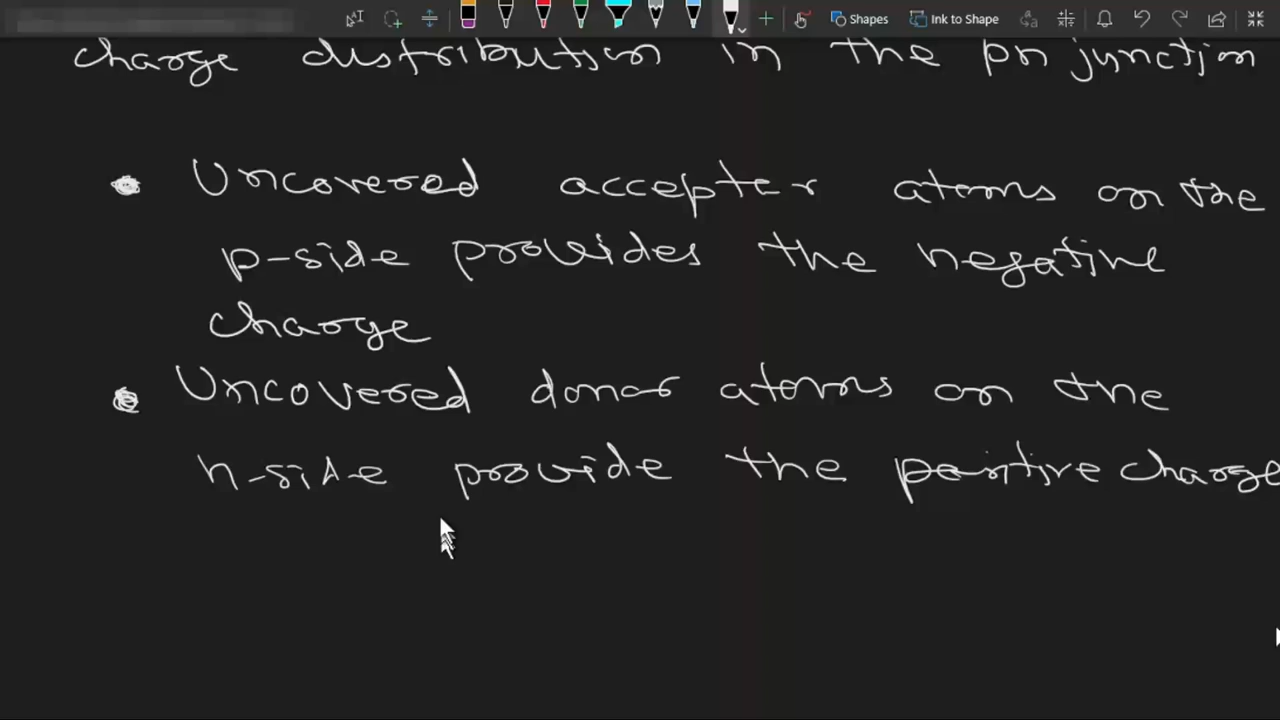 Shapes Ink to Shape
charge distribution in the pn junction
• Uncovered accepter atoms on the
p-side provides the negative
charge
• Uncovered donar atoms on the
n-side provide the positive charge